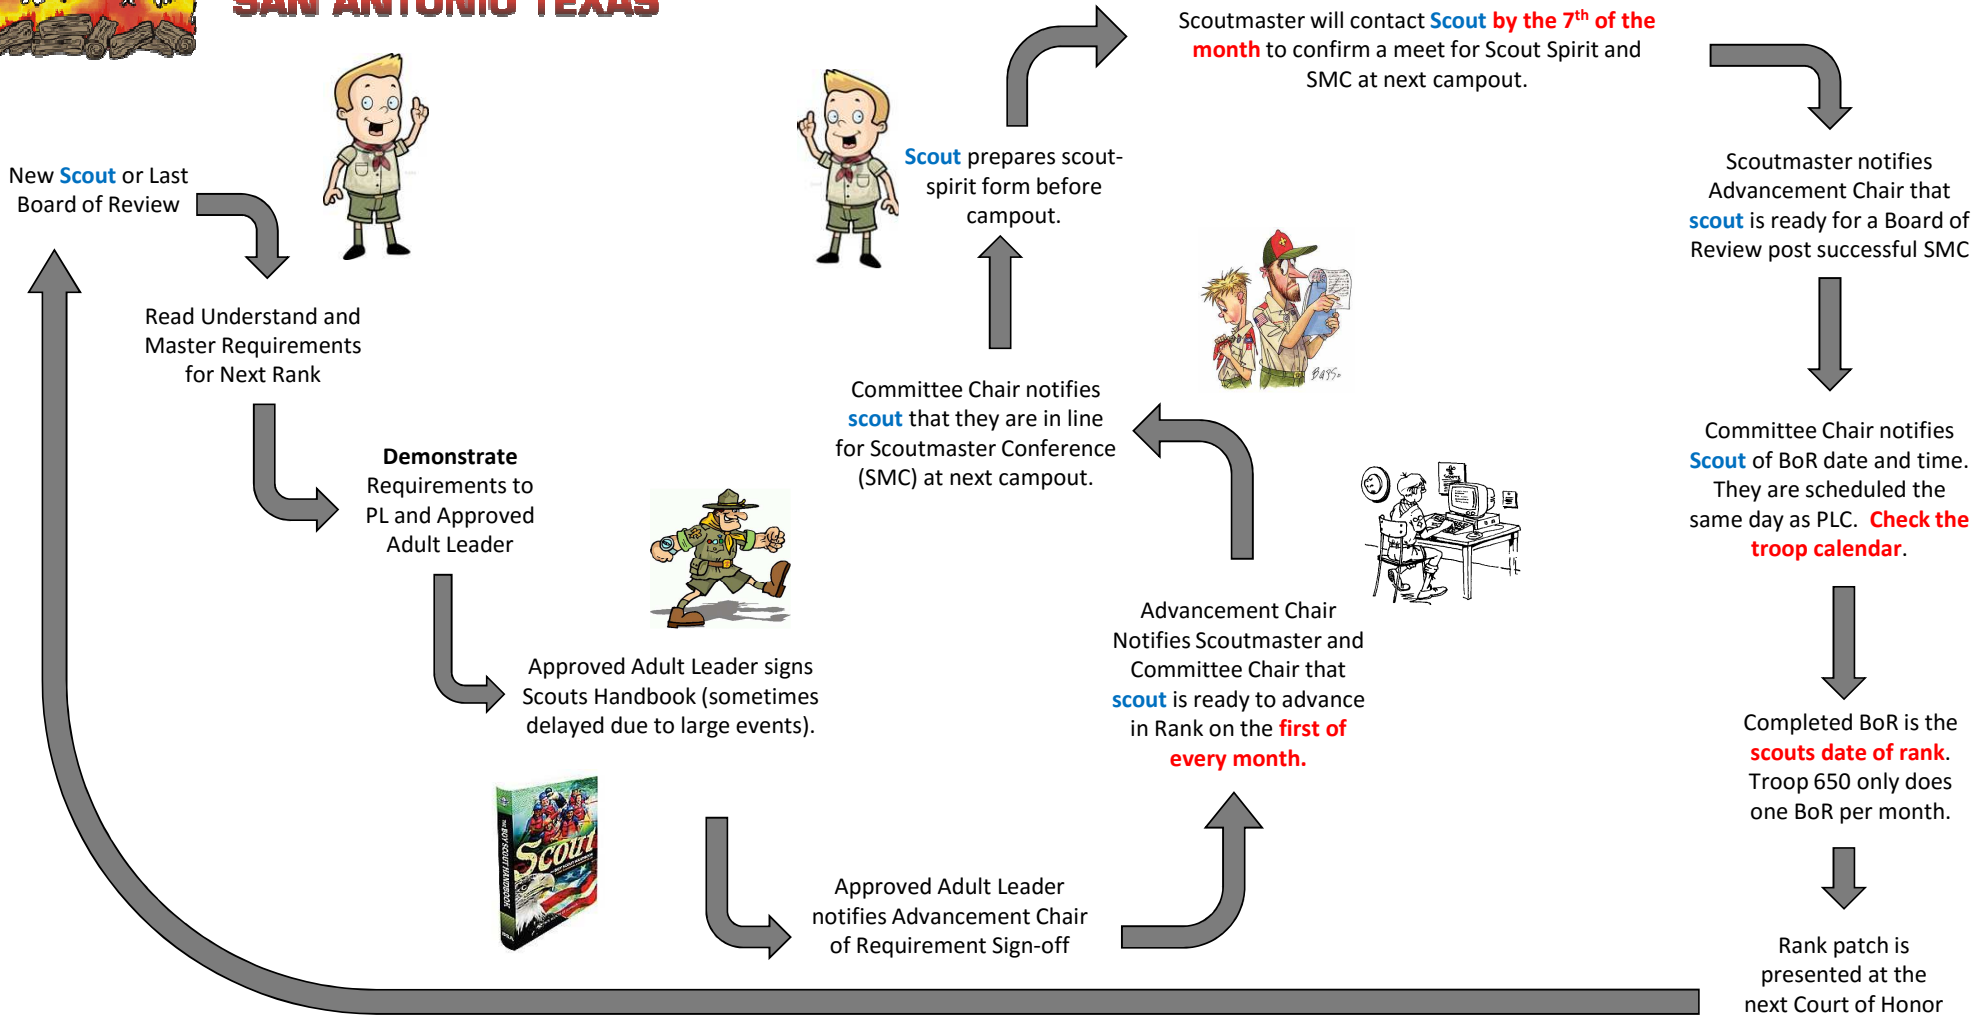 SAN ANTONIO TEXAS
New Scout or Last
Board of Review
Read Understand and
Master Requirements
for Next Rank
Demonstrate
Requirements to
PL and Approved
Adult Leader
Approved Adult Leader signs
Scouts Handbook (sometimes
delayed due to large events).
THE BOY SCOUT HANDBOOK
Scout
Approved Adult Leader
notifies Advancement Chair
of Requirement Sign-off
Advancement Chair
Notifies Scoutmaster and
Committee Chair that
scout is ready to advance
in Rank on the first of
every month.
Committee Chair notifies
scout that they are in line
for Scoutmaster Conference
(SMC) at next campout.
Scout prepares scout-
spirit form before
campout.
Scoutmaster will contact Scout by the 7th of the
month to confirm a meet for Scout Spirit and
SMC at next campout.
Scoutmaster notifies
Advancement Chair that
scout is ready for a Board of
Review post successful SMC
Committee Chair notifies
Scout of BoR date and time.
They are scheduled the
same day as PLC. Check the
troop calendar.
Completed BoR is the
scouts date of rank.
Troop 650 only does
one BoR per month.
Rank patch is
presented at the
next Court of Honor